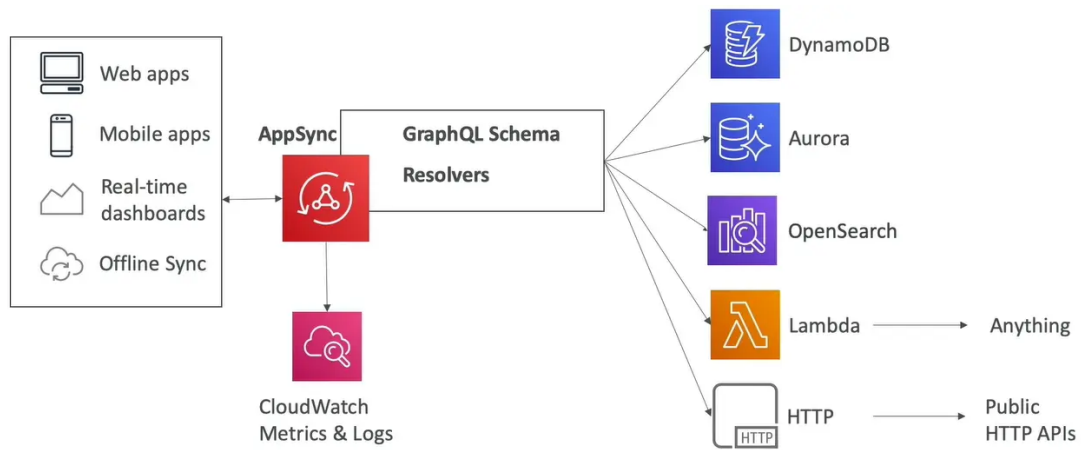 Web apps
Mobile apps
Real-time
dashboards
Offline Sync
AppSync
GraphQL Schema
Resolvers
CloudWatch
Metrics & Logs
DynamoDB
Aurora
OpenSearch
Lambda
Anything
HTTP
HTTP
Public
HTTP APIs